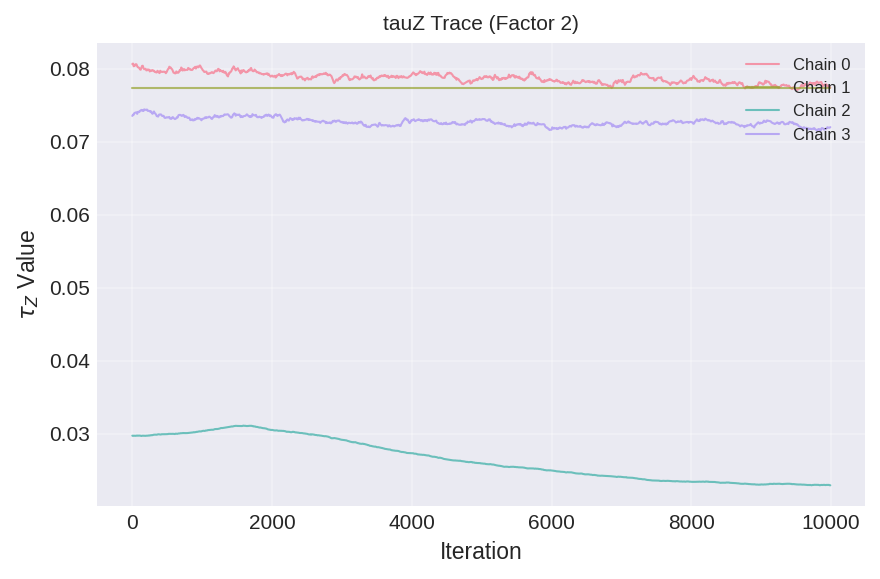 tauZ Trace (Factor 2)
τZ Value
0.08
0.07
0.06
0.05
0.04
0.03
Chain 0
Chain 1
Chain 2
Chain 3
0 2000 4000 6000 8000 10000
Iteration